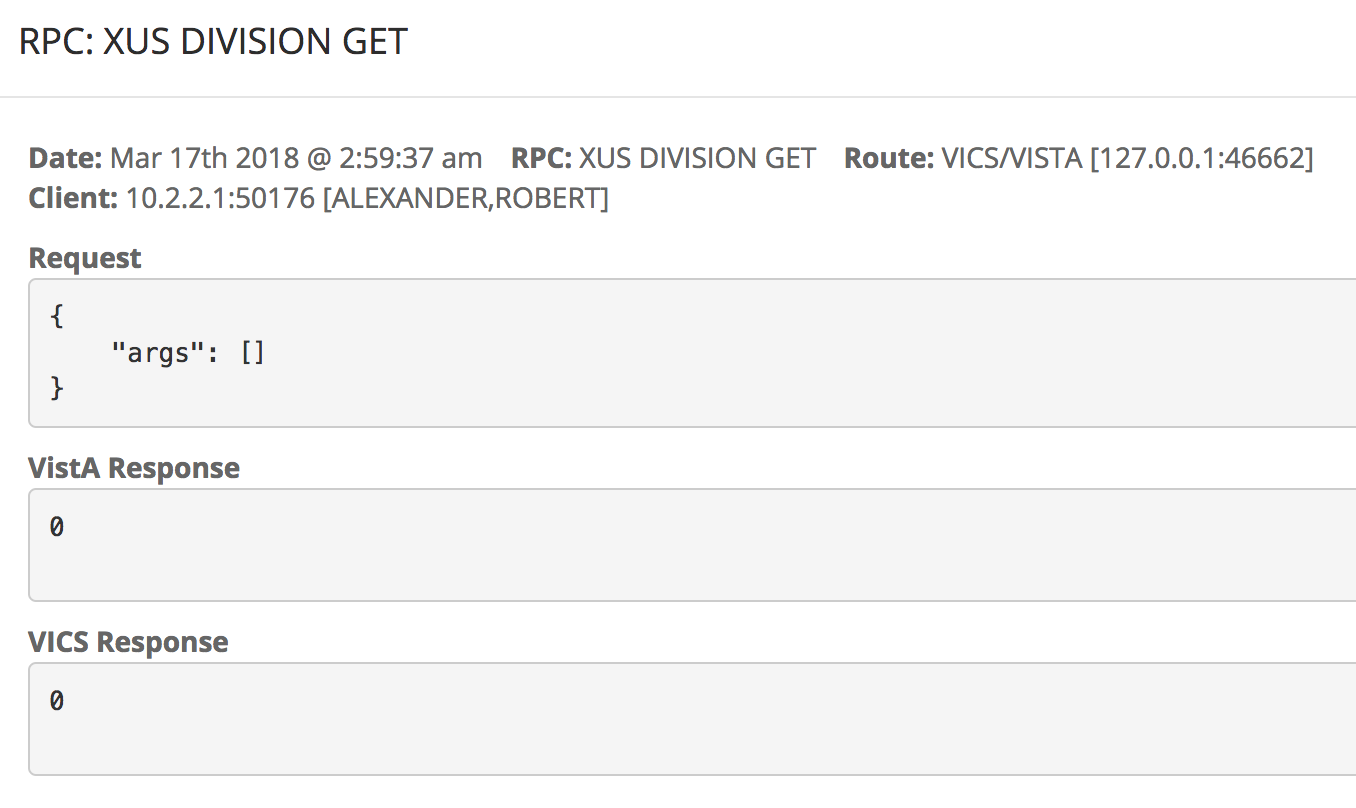 RPC: XUS DIVISION GET
Date: Mar 17th 2018 @ 2:59:37 am RPC: XUS DIVISION GET Route: VICS/VISTA [127.0.0.1:46662]
Client: 10.2.2.1:50176 [ALEXANDER,ROBERT]
Request
{
"args": []
}
VistA Response
0
VICS Response
0